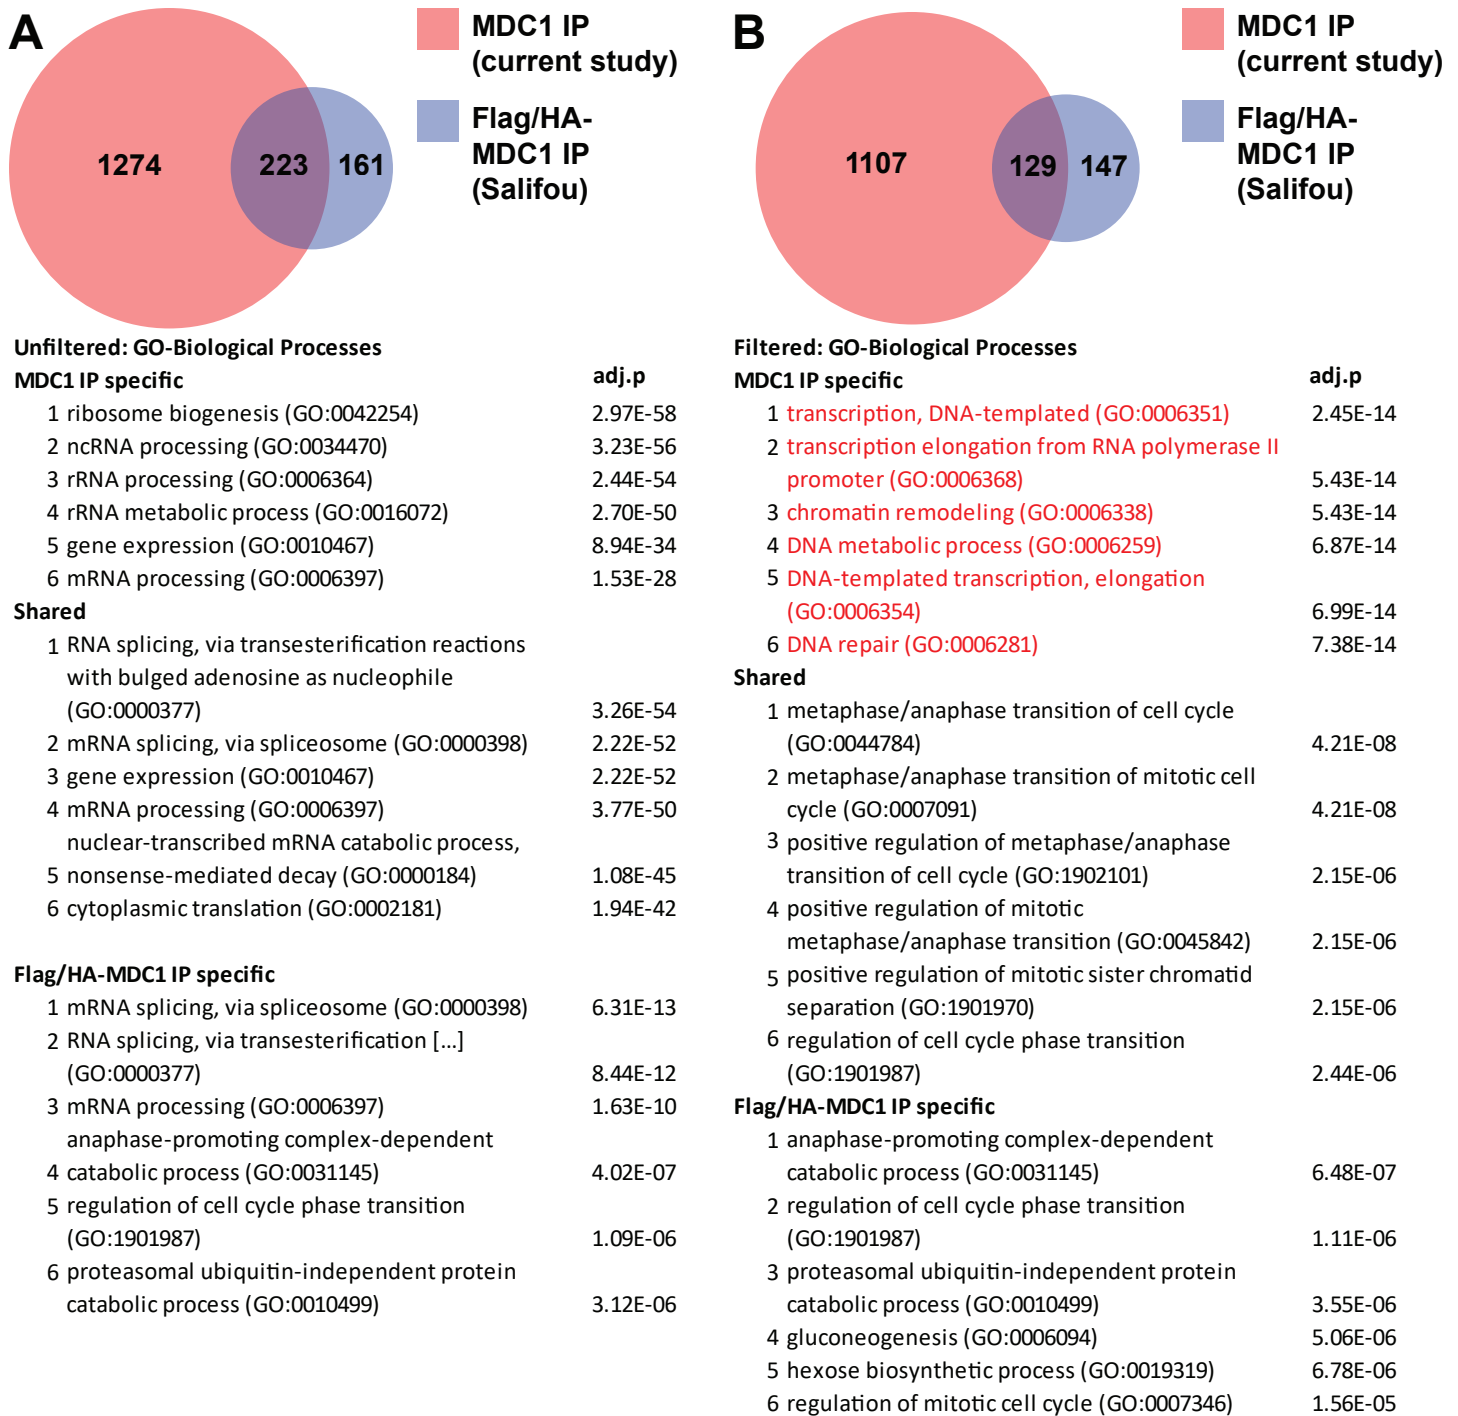 A
MDC1 IP
(current study)
Flag/HA-
MDC1 IP
(Salifou)
1274
223
161
Unfiltered: GO-Biological Processes
MDC1 IP specific adj.p
1 ribosome biogenesis (GO:0042254) 2.97E-58
2 ncRNA processing (GO:0034470) 3.23E-56
3 rRNA processing (GO:0006364) 2.44E-54
4 rRNA metabolic process (GO:0016072) 2.70E-50
5 gene expression (GO:0010467) 8.94E-34
6 mRNA processing (GO:0006397) 1.53E-28
Shared
1 RNA splicing, via transesterification reactions
with bulged adenosine as nucleophile
(GO:0000377) 3.26E-54
2 mRNA splicing, via spliceosome (GO:0000398) 2.22E-52
3 gene expression (GO:0010467) 2.22E-52
4 mRNA processing (GO:0006397) 3.77E-50
nuclear-transcribed mRNA catabolic process,
5 nonsense-mediated decay (GO:0000184) 1.08E-45
6 cytoplasmic translation (GO:0002181) 1.94E-42
Flag/HA-MDC1 IP specific
1 mRNA splicing, via spliceosome (GO:0000398) 6.31E-13
2 RNA splicing, via transesterification [...]
(GO:0000377) 8.44E-12
3 mRNA processing (GO:0006397) 1.63E-10
anaphase-promoting complex-dependent
4 catabolic process (GO:0031145) 4.02E-07
5 regulation of cell cycle phase transition
(GO:1901987) 1.09E-06
6 proteasomal ubiquitin-independent protein
catabolic process (GO:0010499) 3.12E-06
B
MDC1 IP
(current study)
Flag/HA-
MDC1 IP
(Salifou)
1107
129
147
Filtered: GO-Biological Processes
MDC1 IP specific adj.p
1 transcription, DNA-templated (GO:0006351) 2.45E-14
2 transcription elongation from RNA polymerase II
promoter (GO:0006368) 5.43E-14
3 chromatin remodeling (GO:0006338) 5.43E-14
4 DNA metabolic process (GO:0006259) 6.87E-14
5 DNA-templated transcription, elongation
(GO:0006354) 6.99E-14
6 DNA repair (GO:0006281) 7.38E-14
Shared
1 metaphase/anaphase transition of cell cycle
(GO:0044784) 4.21E-08
2 metaphase/anaphase transition of mitotic cell
cycle (GO:0007091) 4.21E-08
3 positive regulation of metaphase/anaphase
transition of cell cycle (GO:1902101) 2.15E-06
4 positive regulation of mitotic
metaphase/anaphase transition (GO:0045842) 2.15E-06
5 positive regulation of mitotic sister chromatid
separation (GO:1901970) 2.15E-06
6 regulation of cell cycle phase transition
(GO:1901987) 2.44E-06
Flag/HA-MDC1 IP specific
1 anaphase-promoting complex-dependent
catabolic process (GO:0031145) 6.48E-07
2 regulation of cell cycle phase transition
(GO:1901987) 1.11E-06
3 proteasomal ubiquitin-independent protein
catabolic process (GO:0010499) 3.55E-06
4 gluconeogenesis (GO:0006094) 5.06E-06
5 hexose biosynthetic process (GO:0019319) 6.78E-06
6 regulation of mitotic cell cycle (GO:0007346) 1.56E-05